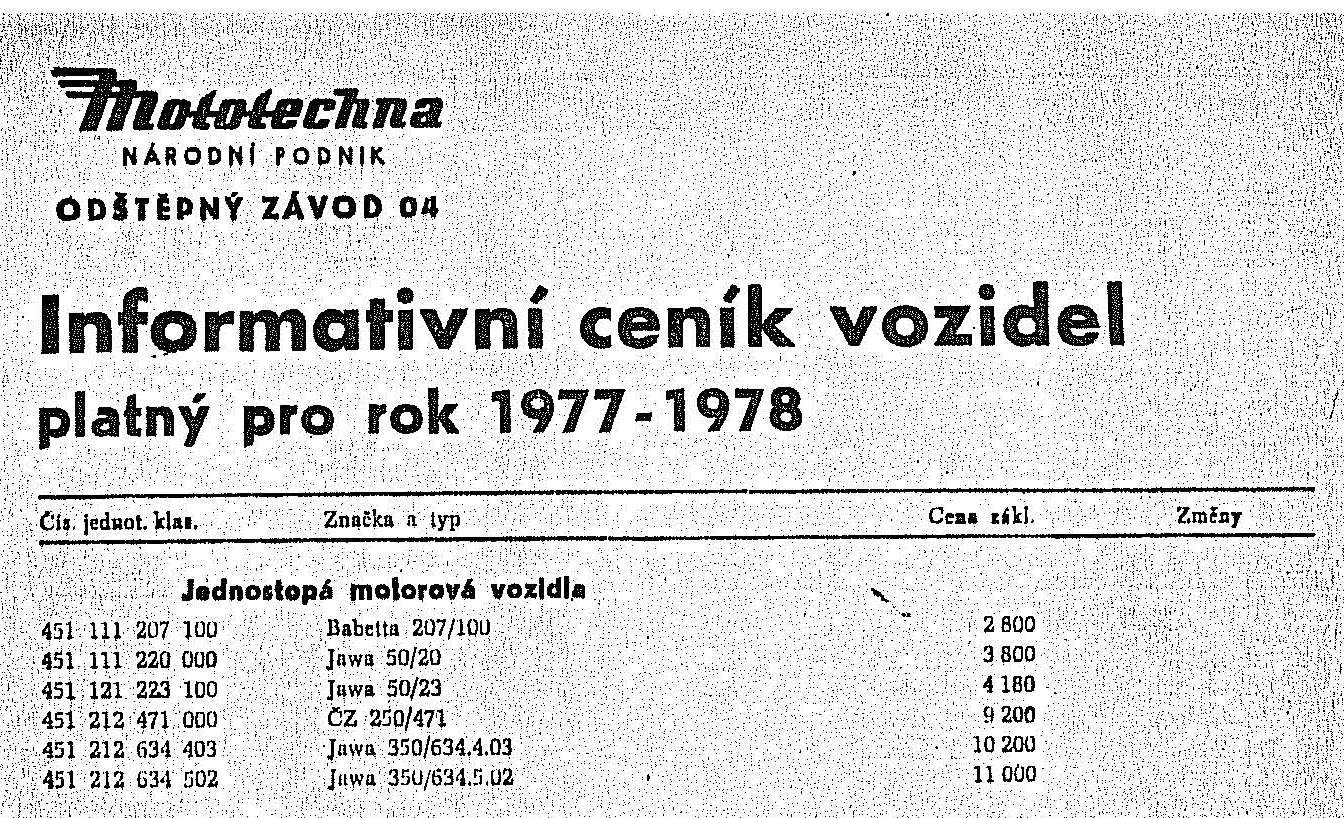 Mototechna
NÁRODNÍ PODNIK
ODŠTĚPNÝ ZÁVOD 04
Informativní ceník vozidel
platný pro rok 1977-1978
Čís. jednot. klas. Značka a typ Cena zákl. Změny
Jednostopá motorová vozidla
451 111 207 100 Babetta 207/100 2 800
451 111 220 000 Jawa 50/20 3 800
451 121 223 100 Jawa 50/23 4 180
451 212 471 000 ČZ 250/471 9 200
451 212 634 403 Jawa 350/634.4.03 10 200
451 212 634 502 Jawa 350/634.5.02 11 000